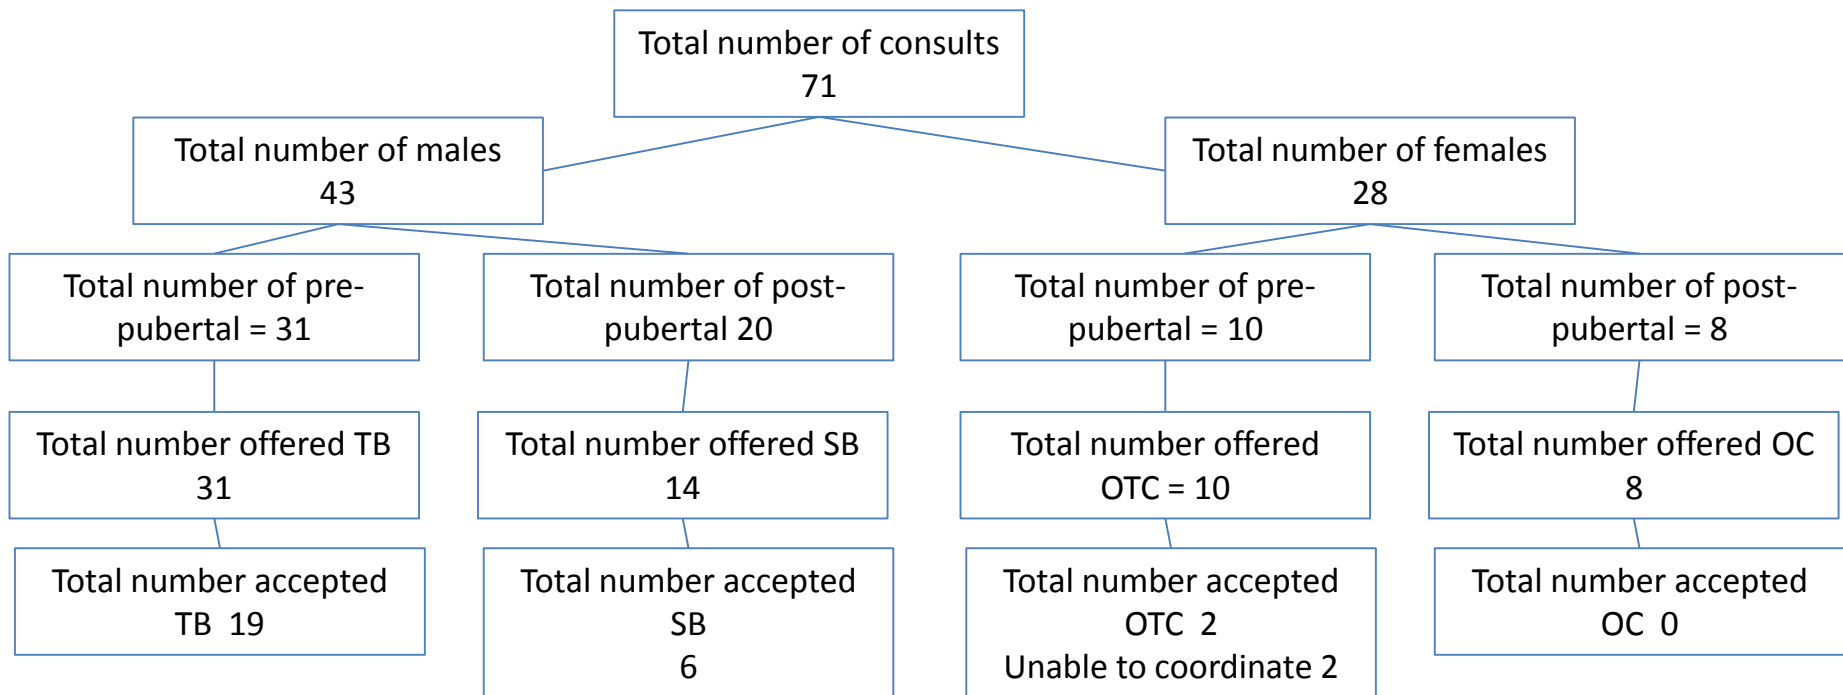 Total number of consults
71
Total number of males
43
Total number of females
28
Total number of pre-
pubertal = 31
Total number of post-
pubertal 20
Total number of pre-
pubertal = 10
Total number of post-
pubertal = 8
Total number offered TB
31
Total number offered SB
14
Total number offered
OTC = 10
Total number offered OC
8
Total number accepted
TB 19
Total number accepted
SB
6
Total number accepted
OTC 2
Unable to coordinate 2
Total number accepted
OC 0